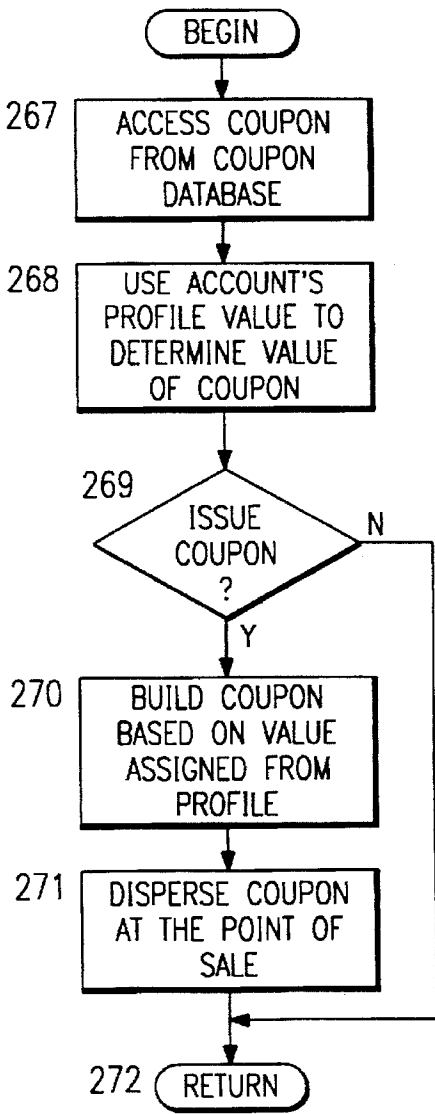 BEGIN
267
ACCESS COUPON
FROM COUPON
DATABASE
268
USE ACCOUNT'S
PROFILE VALUE TO
DETERMINE VALUE
OF COUPON
269
ISSUE
COUPON
?
N
Y
270
BUILD COUPON
BASED ON VALUE
ASSIGNED FROM
PROFILE
271
DISPERSE COUPON
AT THE POINT OF
SALE
272
RETURN